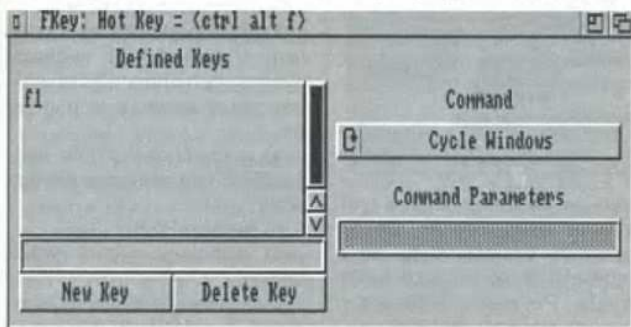 FKey: Hot Key = <ctrl alt f>
Defined Keys
f1
Command
Cycle Windows
Command Parameters
New Key
Delete Key